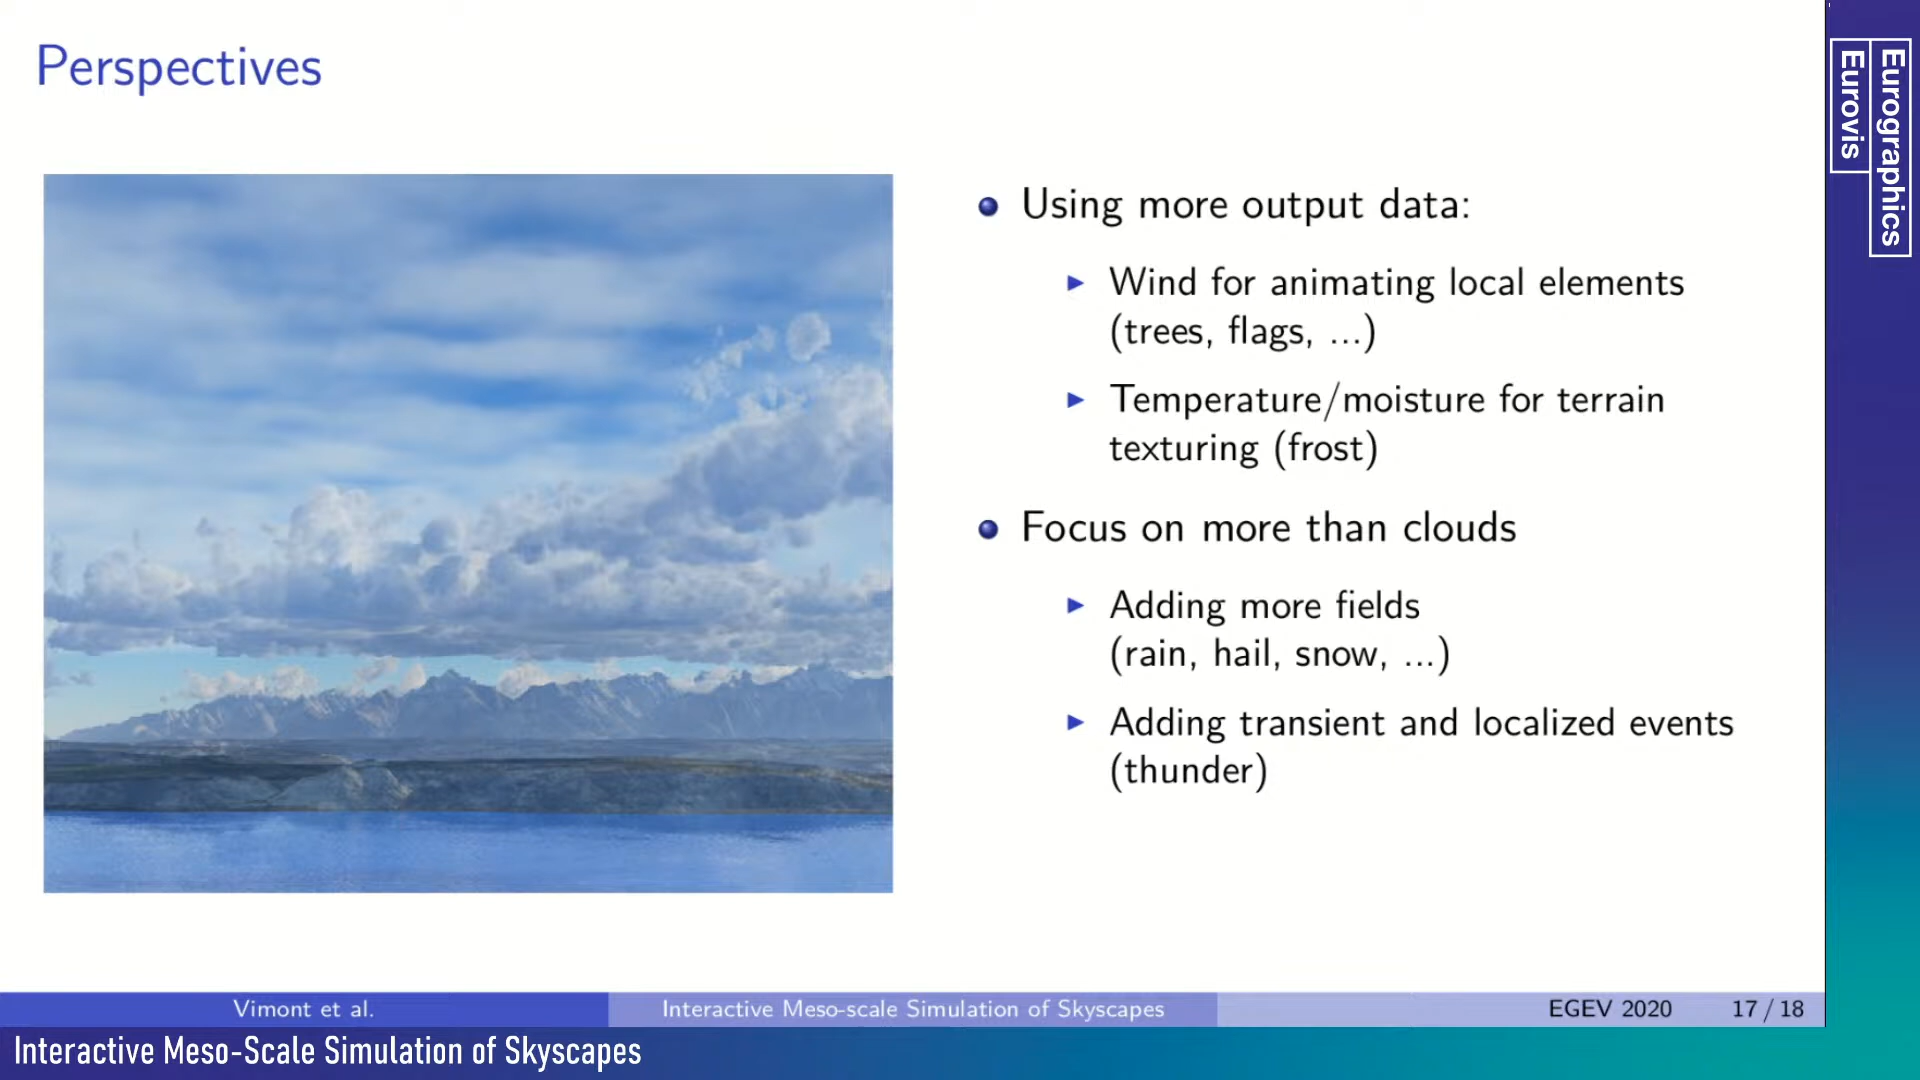 Perspectives
Using more output data:
Wind for animating local elements
(trees, flags, ...)
Temperature/moisture for terrain
texturing (frost)
Focus on more than clouds
Adding more fields
(rain, hail, snow, ...)
Adding transient and localized events
(thunder)
Vimont et al.
Interactive Meso-scale Simulation of Skyscapes
EGEV 2020
17 / 18
Interactive Meso-Scale Simulation of Skyscapes
Eurographics
Eurovis